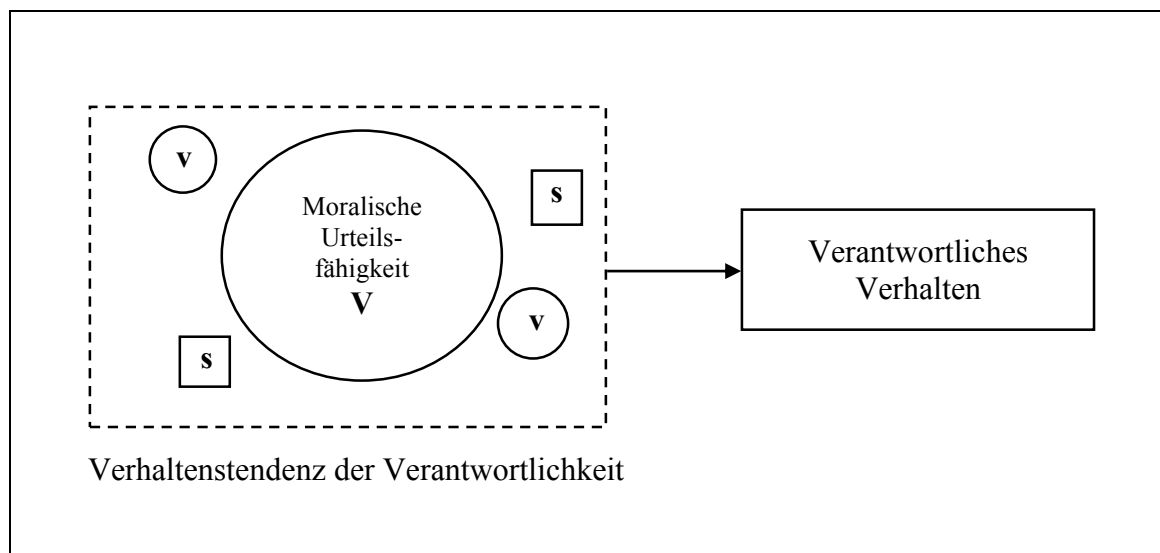 v
s
Moralische
Urteils-
fähigkeit
V
v
s
Verantwortliches
Verhalten
Verhaltenstendenz der Verantwortlichkeit